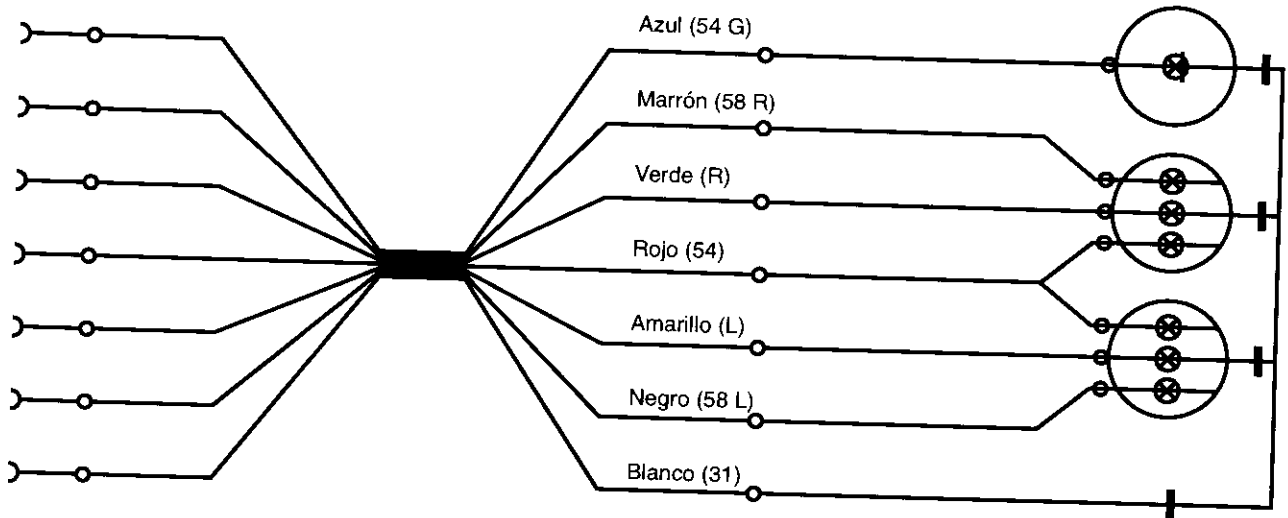 Azul (54 G)
Marrón (58 R)
Verde (R)
Rojo (54)
Amarillo (L)
Negro (58 L)
Blanco (31)